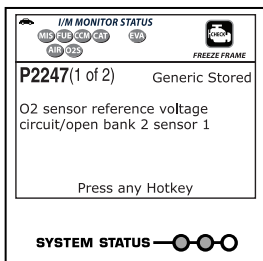 I/M MONITOR STATUS
MIS FUE CCM CAT EVA
AIR O2S
CHECK
FREEZE FRAME
P2247(1 of 2) Generic Stored
O2 sensor reference voltage
circuit/open bank 2 sensor 1
Press any Hotkey
SYSTEM STATUS